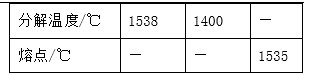 分解温度/℃ 1538 1400 —
熔点/℃ — — 1535